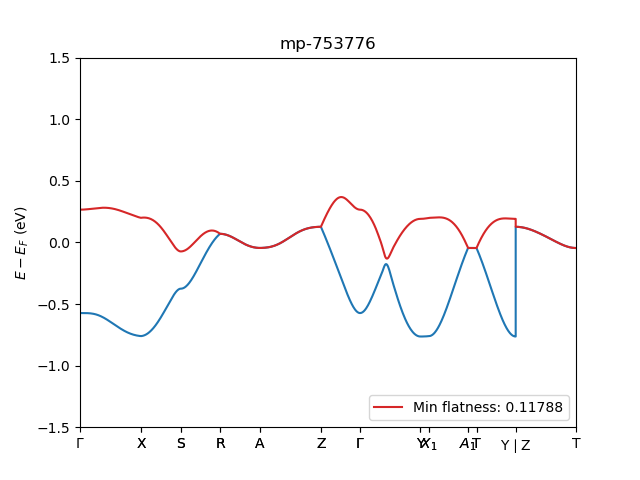 mp-753776
E − E_F (eV)
1.5
1.0
0.5
0.0
−0.5
−1.0
−1.5
Min flatness: 0.11788
Γ X S R A Z Γ Y X₁ A₁ T Y | Z T